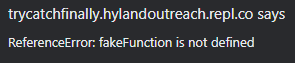 trycatchfinally.hylandoutreach.repl.co says
ReferenceError: fakeFunction is not defined